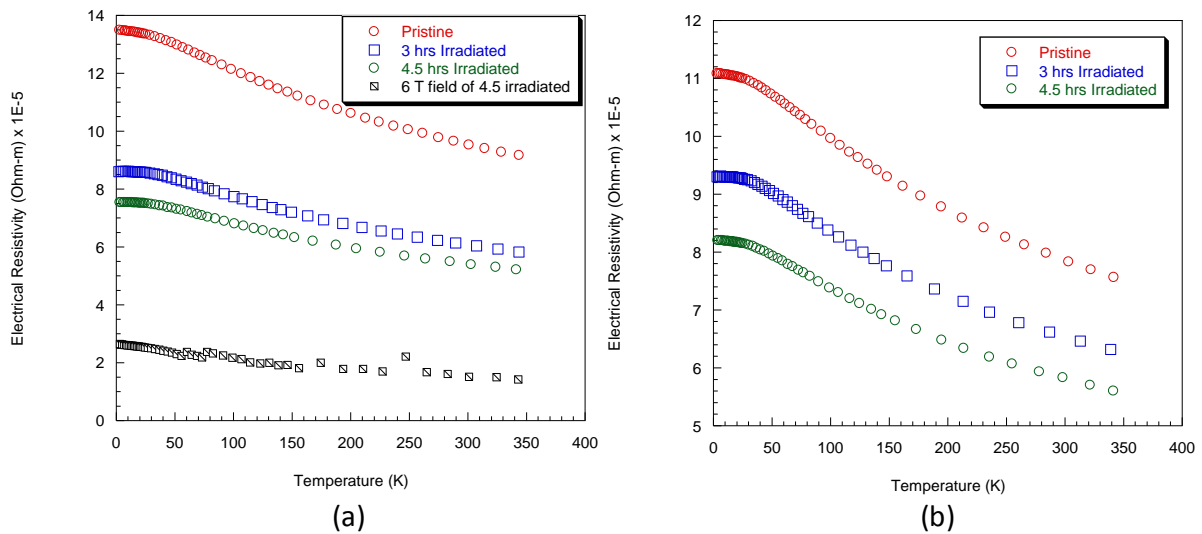 14
12
10
8
6
4
2
0
Electrical Resistivity (Ohm-m) x 1E-5
Pristine
3 hrs Irradiated
4.5 hrs Irradiated
6 T field of 4.5 irradiated
0 50 100 150 200 250 300 350 400
Temperature (K)
(a)
12
11
10
9
8
7
6
5
Electrical Resistivity (Ohm-m) x 1E-5
Pristine
3 hrs Irradiated
4.5 hrs Irradiated
0 50 100 150 200 250 300 350 400
Temperature (K)
(b)